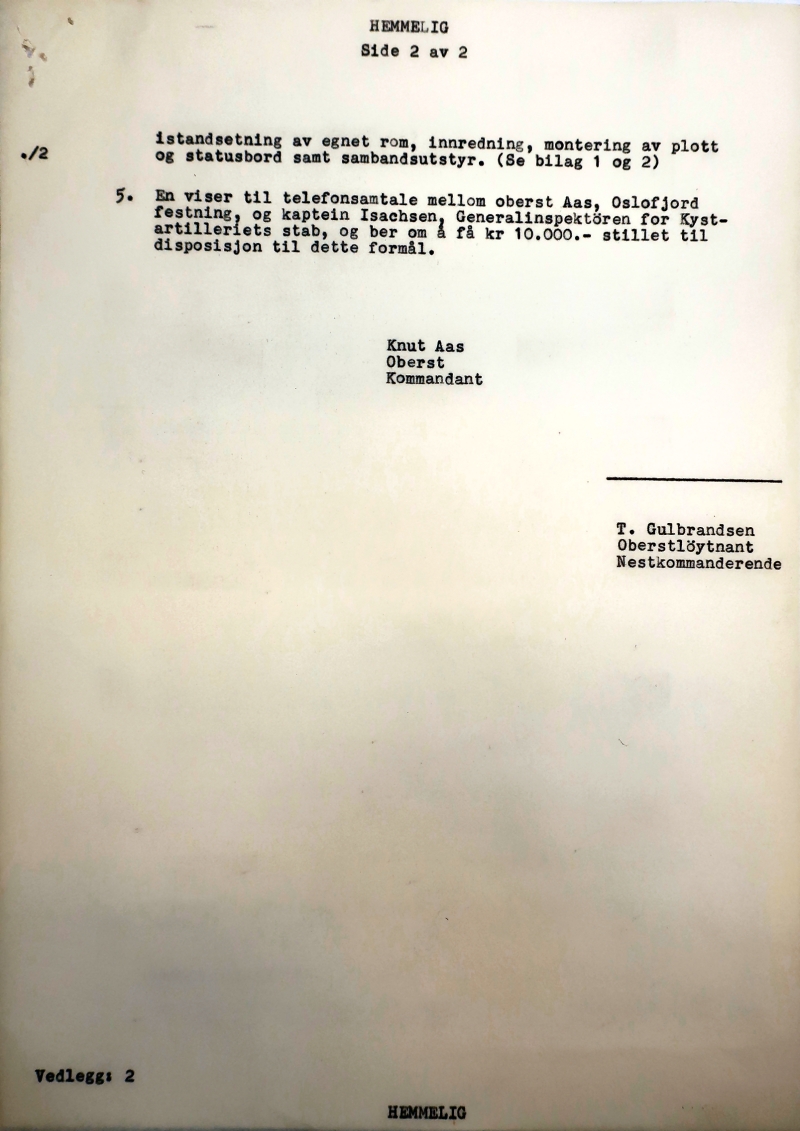 HEMMELIG
Side 2 av 2
istandsetning av egnet rom, innredning, montering av plott
./2
og statusbord samt sambandsutstyr. (Se bilag 1 og 2)
5. En viser til telefonsamtale mellom oberst Aas, Oslofjord
festning, og kaptein Isachsen, Generalinspektören for Kyst-
artilleriets stab, og ber om å få kr 10.000.- stillet til
disposisjon til dette formål.
Knut Aas
Oberst
Kommandant
T. Gulbrandsen
Oberstlöytnant
Nestkommanderende
Vedlegg: 2
HEMMELIG